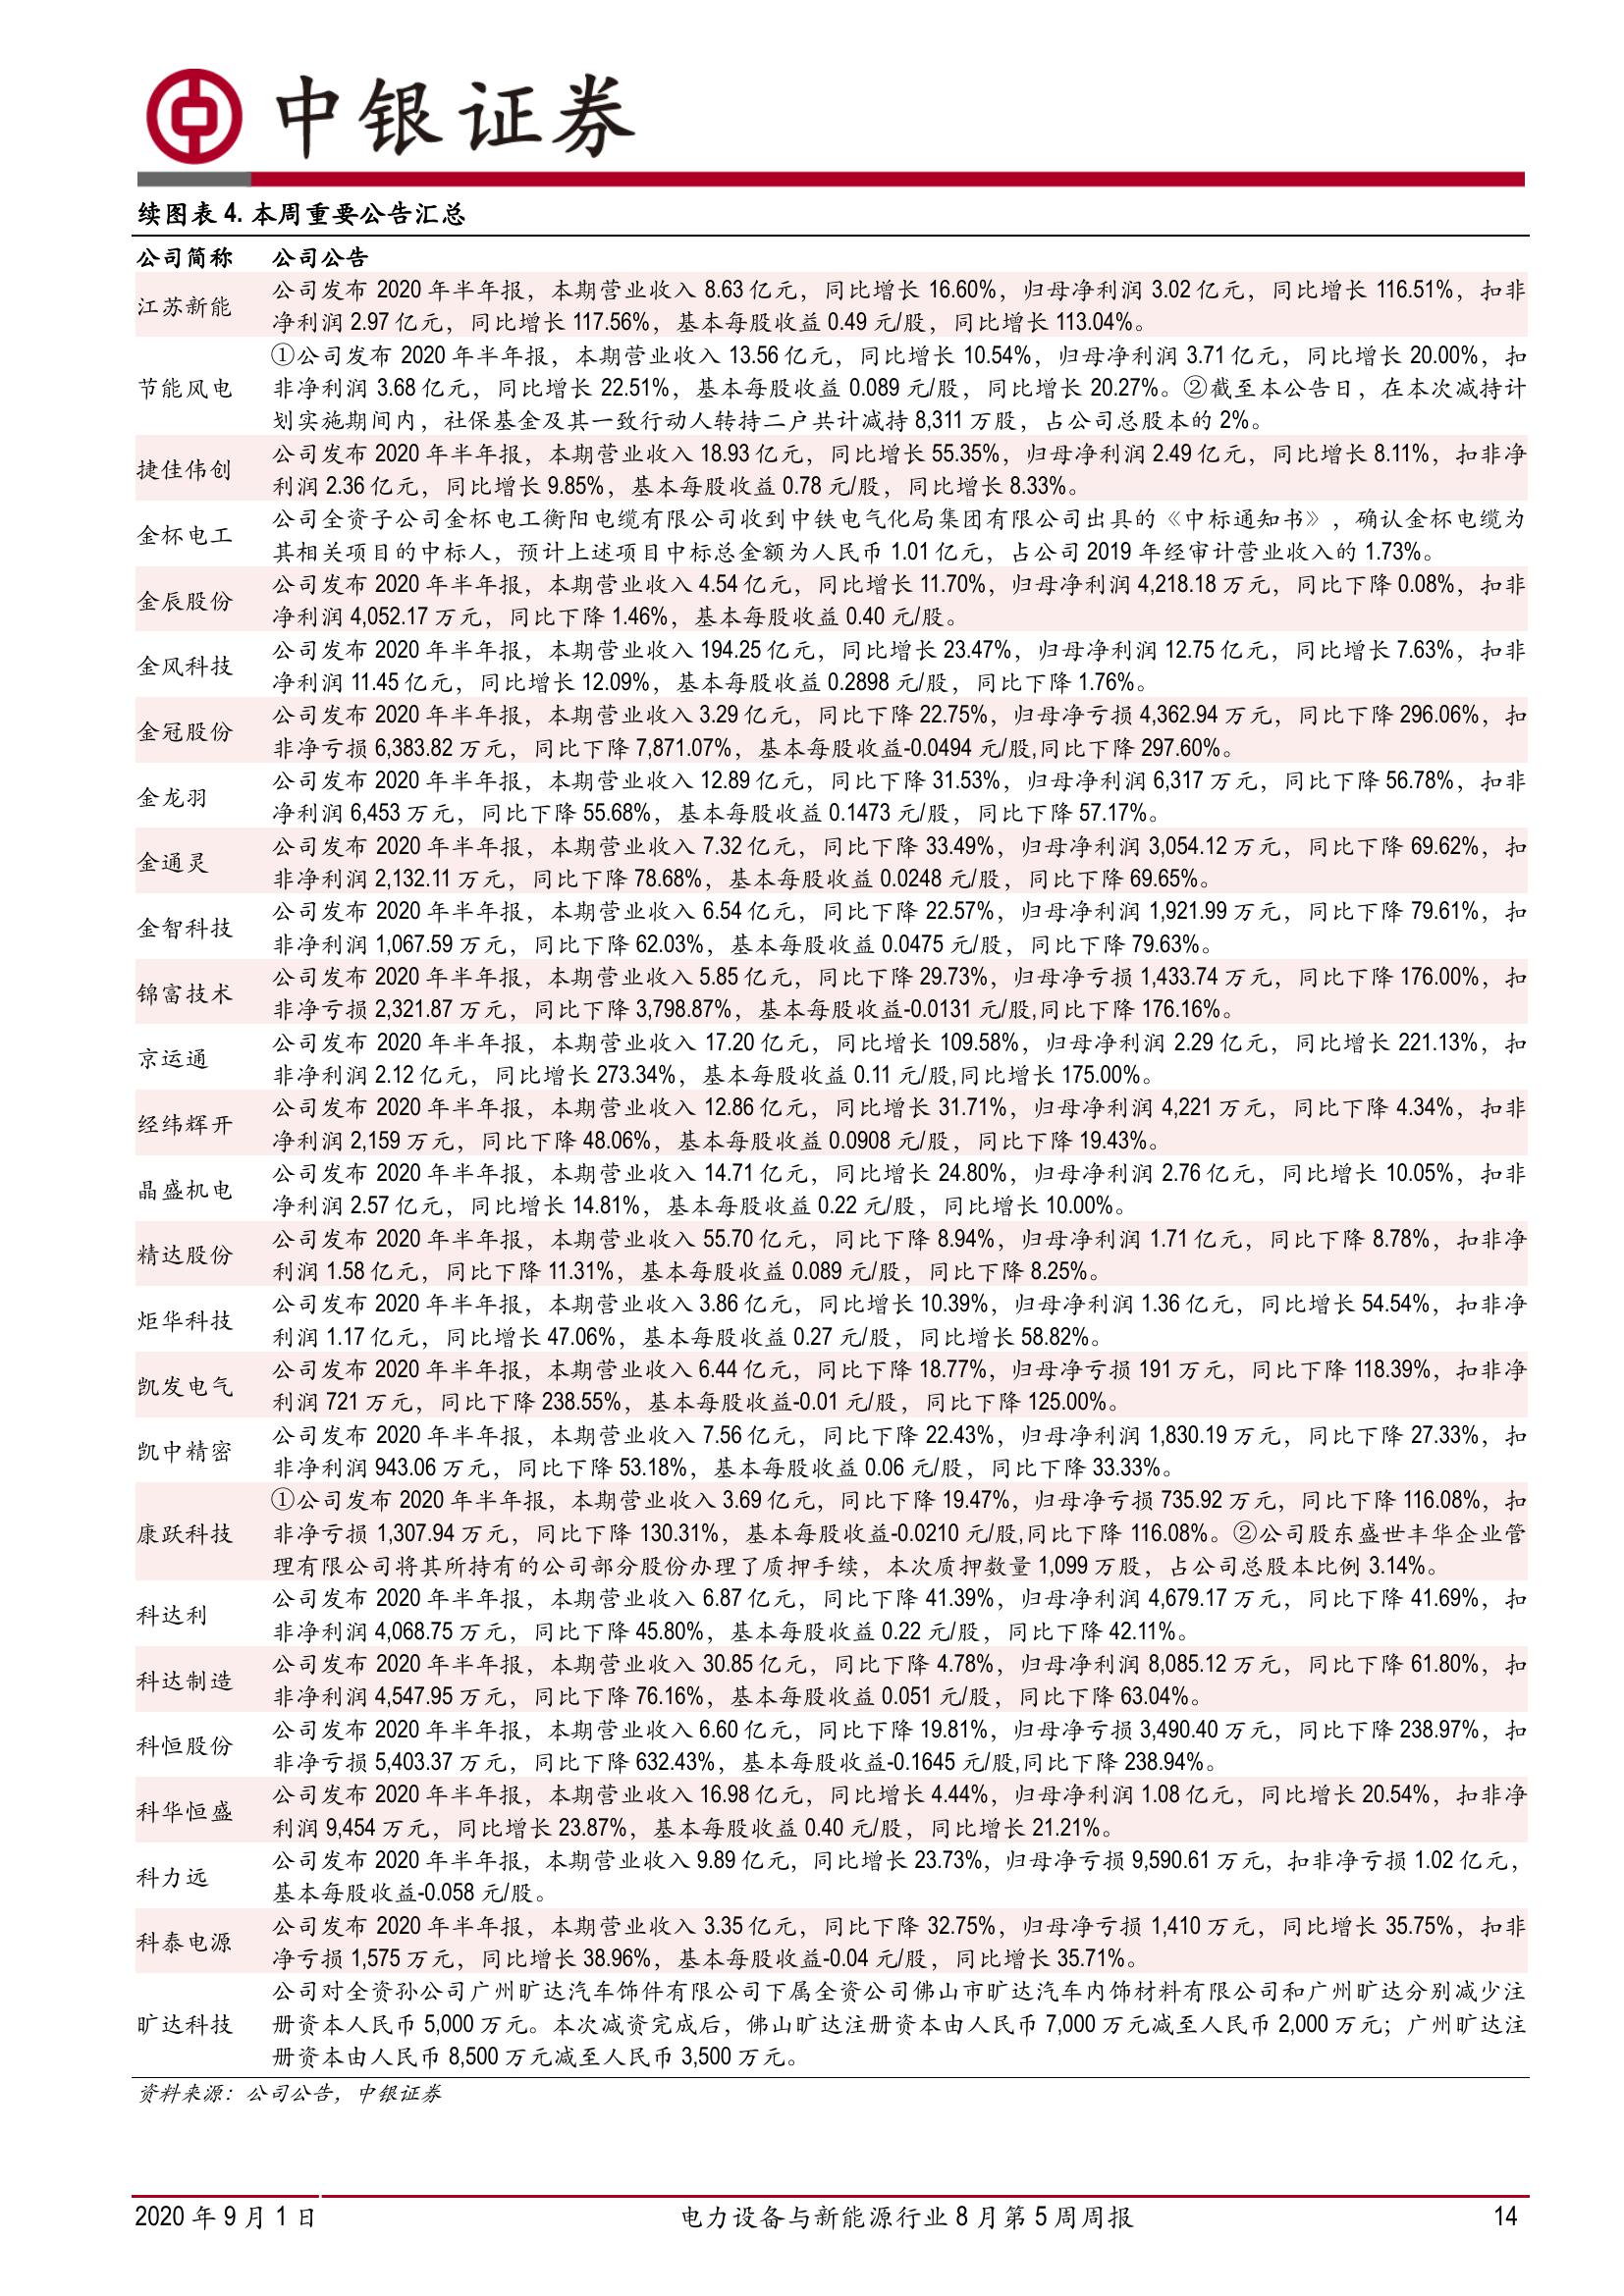 中银证券
续图表 4. 本周重要公告汇总
公司简称 公司公告
江苏新能 公司发布 2020 年半年报，本期营业收入 8.63 亿元，同比增长 16.60%，归母净利润 3.02 亿元，同比增长 116.51%，扣非
净利润 2.97 亿元，同比增长 117.56%，基本每股收益 0.49 元/股，同比增长 113.04%。
节能风电 ①公司发布 2020 年半年报，本期营业收入 13.56 亿元，同比增长 10.54%，归母净利润 3.71 亿元，同比增长 20.00%，扣
非净利润 3.68 亿元，同比增长 22.51%，基本每股收益 0.089 元/股，同比增长 20.27%。②截至本公告日，在本次减持计
划实施期间内，社保基金及其一致行动人转持二户共计减持 8,311 万股，占公司总股本的 2%。
捷佳伟创 公司发布 2020 年半年报，本期营业收入 18.93 亿元，同比增长 55.35%，归母净利润 2.49 亿元，同比增长 8.11%，扣非净
利润 2.36 亿元，同比增长 9.85%，基本每股收益 0.78 元/股，同比增长 8.33%。
金杯电工 公司全资子公司金杯电工衡阳电缆有限公司收到中铁电气化局集团有限公司出具的《中标通知书》，确认金杯电缆为
其相关项目的中标人，预计上述项目中标总金额为人民币 1.01 亿元，占公司 2019 年经审计营业收入的 1.73%。
金辰股份 公司发布 2020 年半年报，本期营业收入 4.54 亿元，同比增长 11.70%，归母净利润 4,218.18 万元，同比下降 0.08%，扣非
净利润 4,052.17 万元，同比下降 1.46%，基本每股收益 0.40 元/股。
金风科技 公司发布 2020 年半年报，本期营业收入 194.25 亿元，同比增长 23.47%，归母净利润 12.75 亿元，同比增长 7.63%，扣非
净利润 11.45 亿元，同比增长 12.09%，基本每股收益 0.2898 元/股，同比下降 1.76%。
金冠股份 公司发布 2020 年半年报，本期营业收入 3.29 亿元，同比下降 22.75%，归母净亏损 4,362.94 万元，同比下降 296.06%，扣
非净亏损 6,383.82 万元，同比下降 7,871.07%，基本每股收益-0.0494 元/股,同比下降 297.60%。
金龙羽 公司发布 2020 年半年报，本期营业收入 12.89 亿元，同比下降 31.53%，归母净利润 6,317 万元，同比下降 56.78%，扣非
净利润 6,453 万元，同比下降 55.68%，基本每股收益 0.1473 元/股，同比下降 57.17%。
金通灵 公司发布 2020 年半年报，本期营业收入 7.32 亿元，同比下降 33.49%，归母净利润 3,054.12 万元，同比下降 69.62%，扣
非净利润 2,132.11 万元，同比下降 78.68%，基本每股收益 0.0248 元/股，同比下降 69.65%。
金智科技 公司发布 2020 年半年报，本期营业收入 6.54 亿元，同比下降 22.57%，归母净利润 1,921.99 万元，同比下降 79.61%，扣
非净利润 1,067.59 万元，同比下降 62.03%，基本每股收益 0.0475 元/股，同比下降 79.63%。
锦富技术 公司发布 2020 年半年报，本期营业收入 5.85 亿元，同比下降 29.73%，归母净亏损 1,433.74 万元，同比下降 176.00%，扣
非净亏损 2,321.87 万元，同比下降 3,798.87%，基本每股收益-0.0131 元/股,同比下降 176.16%。
京运通 公司发布 2020 年半年报，本期营业收入 17.20 亿元，同比增长 109.58%，归母净利润 2.29 亿元，同比增长 221.13%，扣
非净利润 2.12 亿元，同比增长 273.34%，基本每股收益 0.11 元/股,同比增长 175.00%。
经纬辉开 公司发布 2020 年半年报，本期营业收入 12.86 亿元，同比增长 31.71%，归母净利润 4,221 万元，同比下降 4.34%，扣非
净利润 2,159 万元，同比下降 48.06%，基本每股收益 0.0908 元/股，同比下降 19.43%。
晶盛机电 公司发布 2020 年半年报，本期营业收入 14.71 亿元，同比增长 24.80%，归母净利润 2.76 亿元，同比增长 10.05%，扣非
净利润 2.57 亿元，同比增长 14.81%，基本每股收益 0.22 元/股，同比增长 10.00%。
精达股份 公司发布 2020 年半年报，本期营业收入 55.70 亿元，同比下降 8.94%，归母净利润 1.71 亿元，同比下降 8.78%，扣非净
利润 1.58 亿元，同比下降 11.31%，基本每股收益 0.089 元/股，同比下降 8.25%。
炬华科技 公司发布 2020 年半年报，本期营业收入 3.86 亿元，同比增长 10.39%，归母净利润 1.36 亿元，同比增长 54.54%，扣非净
利润 1.17 亿元，同比增长 47.06%，基本每股收益 0.27 元/股，同比增长 58.82%。
凯发电气 公司发布 2020 年半年报，本期营业收入 6.44 亿元，同比下降 18.77%，归母净亏损 191 万元，同比下降 118.39%，扣非净
利润 721 万元，同比下降 238.55%，基本每股收益-0.01 元/股，同比下降 125.00%。
凯中精密 公司发布 2020 年半年报，本期营业收入 7.56 亿元，同比下降 22.43%，归母净利润 1,830.19 万元，同比下降 27.33%，扣
非净利润 943.06 万元，同比下降 53.18%，基本每股收益 0.06 元/股，同比下降 33.33%。
康跃科技 ①公司发布 2020 年半年报，本期营业收入 3.69 亿元，同比下降 19.47%，归母净亏损 735.92 万元，同比下降 116.08%，扣
非净亏损 1,307.94 万元，同比下降 130.31%，基本每股收益-0.0210 元/股,同比下降 116.08%。②公司股东盛世丰华企业管
理有限公司将其所持有的公司部分股份办理了质押手续，本次质押数量 1,099 万股，占公司总股本比例 3.14%。
科达利 公司发布 2020 年半年报，本期营业收入 6.87 亿元，同比下降 41.39%，归母净利润 4,679.17 万元，同比下降 41.69%，扣
非净利润 4,068.75 万元，同比下降 45.80%，基本每股收益 0.22 元/股，同比下降 42.11%。
科达制造 公司发布 2020 年半年报，本期营业收入 30.85 亿元，同比下降 4.78%，归母净利润 8,085.12 万元，同比下降 61.80%，扣
非净利润 4,547.95 万元，同比下降 76.16%，基本每股收益 0.051 元/股，同比下降 63.04%。
科恒股份 公司发布 2020 年半年报，本期营业收入 6.60 亿元，同比下降 19.81%，归母净亏损 3,490.40 万元，同比下降 238.97%，扣
非净亏损 5,403.37 万元，同比下降 632.43%，基本每股收益-0.1645 元/股,同比下降 238.94%。
科华恒盛 公司发布 2020 年半年报，本期营业收入 16.98 亿元，同比增长 4.44%，归母净利润 1.08 亿元，同比增长 20.54%，扣非净
利润 9,454 万元，同比增长 23.87%，基本每股收益 0.40 元/股，同比增长 21.21%。
科力远 公司发布 2020 年半年报，本期营业收入 9.89 亿元，同比增长 23.73%，归母净亏损 9,590.61 万元，扣非净亏损 1.02 亿元，
基本每股收益-0.058 元/股。
科泰电源 公司发布 2020 年半年报，本期营业收入 3.35 亿元，同比下降 32.75%，归母净亏损 1,410 万元，同比增长 35.75%，扣非
净亏损 1,575 万元，同比增长 38.96%，基本每股收益-0.04 元/股，同比增长 35.71%。
旷达科技 公司对全资孙公司广州旷达汽车饰件有限公司下属全资公司佛山市旷达汽车内饰材料有限公司和广州旷达分别减少注
册资本人民币 5,000 万元。本次减资完成后，佛山旷达注册资本由人民币 7,000 万元减至人民币 2,000 万元；广州旷达注
册资本由人民币 8,500 万元减至人民币 3,500 万元。
资料来源：公司公告，中银证券
2020 年 9 月 1 日 电力设备与新能源行业 8 月第 5 周周报 14